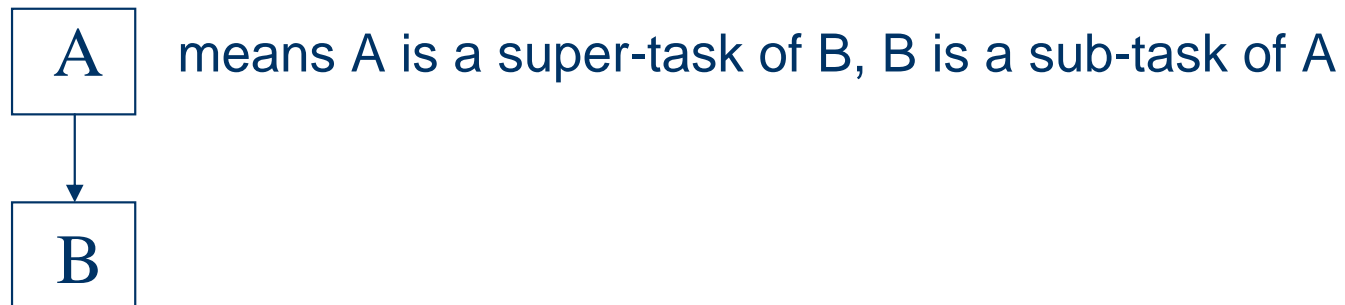 A means A is a super-task of B, B is a sub-task of A
B